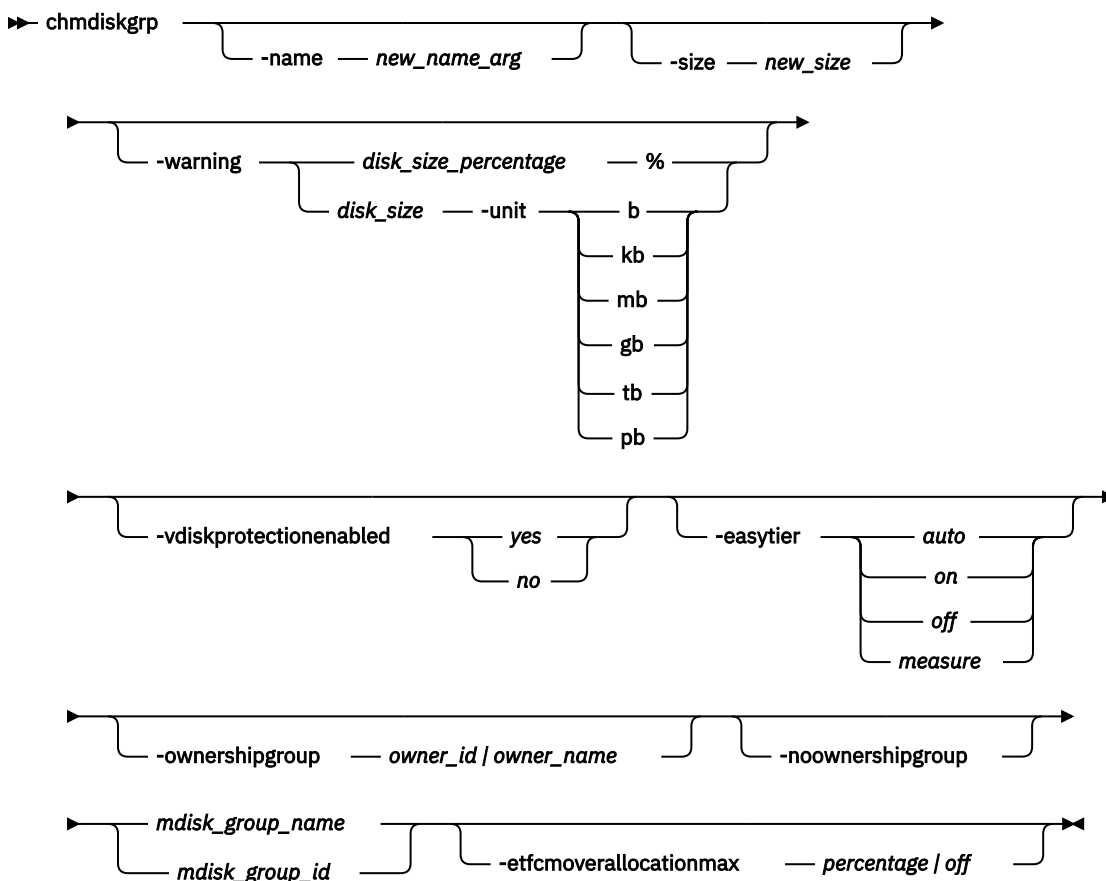 chmdiskgrp
-name new_name_arg -size new_size
-warning disk_size_percentage %
disk_size -unit b
kb
mb
gb
tb
pb
-vdiskprotectionenabled yes -easytier auto
no on
off
measure
-ownershipgroup owner_id | owner_name -noownershipgroup
mdisk_group_name
mdisk_group_id -etfcmoverallocationmax percentage | off